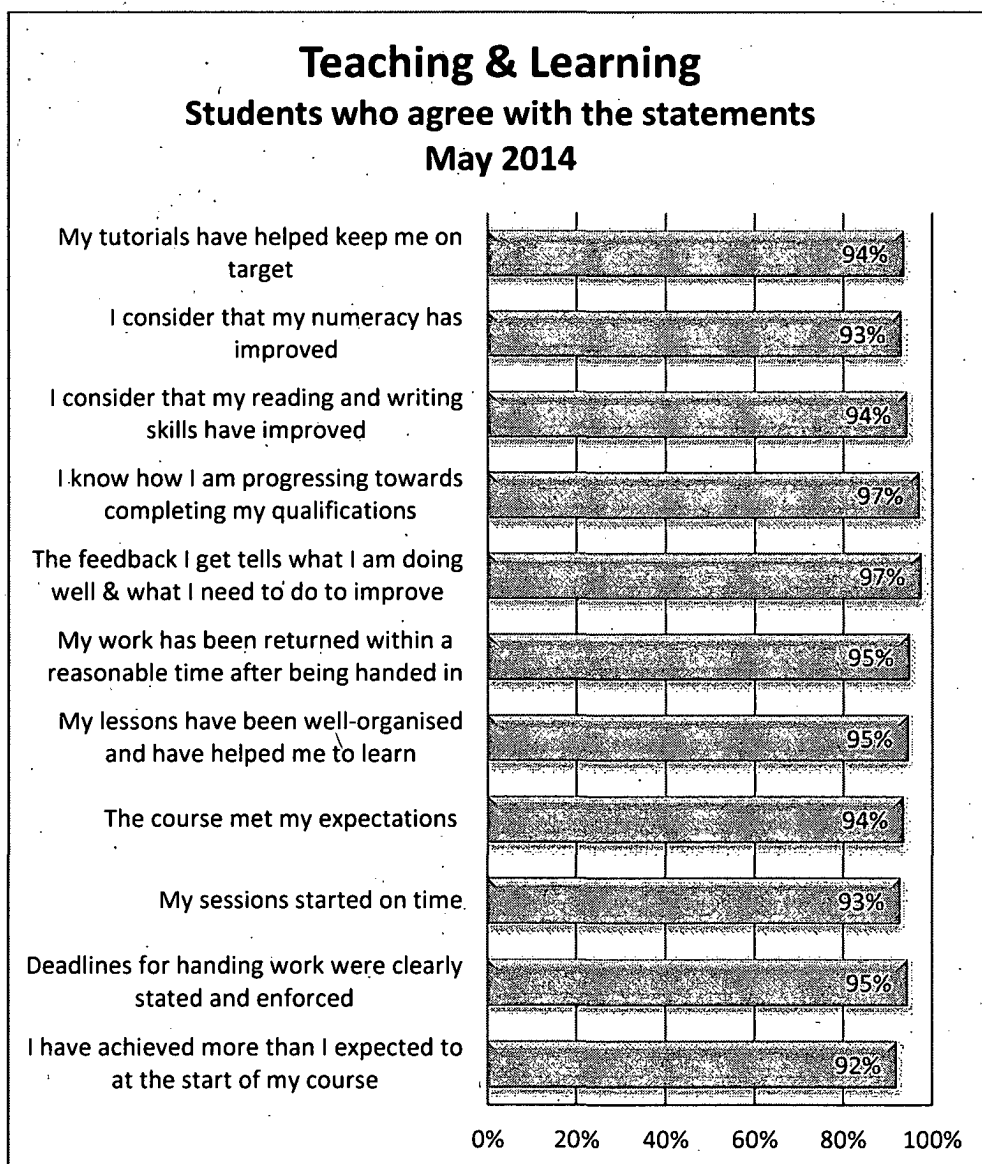 Teaching & Learning
Students who agree with the statements
May 2014
My tutorials have helped keep me on
target
94%
I consider that my numeracy has
improved
93%
I consider that my reading and writing
skills have improved
94%
I know how I am progressing towards
completing my qualifications
97%
The feedback I get tells what I am doing
well & what I need to do to improve
97%
My work has been returned within a
reasonable time after being handed in
95%
My lessons have been well-organised
and have helped me to learn
95%
The course met my expectations
94%
My sessions started on time
93%
Deadlines for handing work were clearly
stated and enforced
95%
I have achieved more than I expected to
at the start of my course
92%
0% 20% 40% 60% 80% 100%